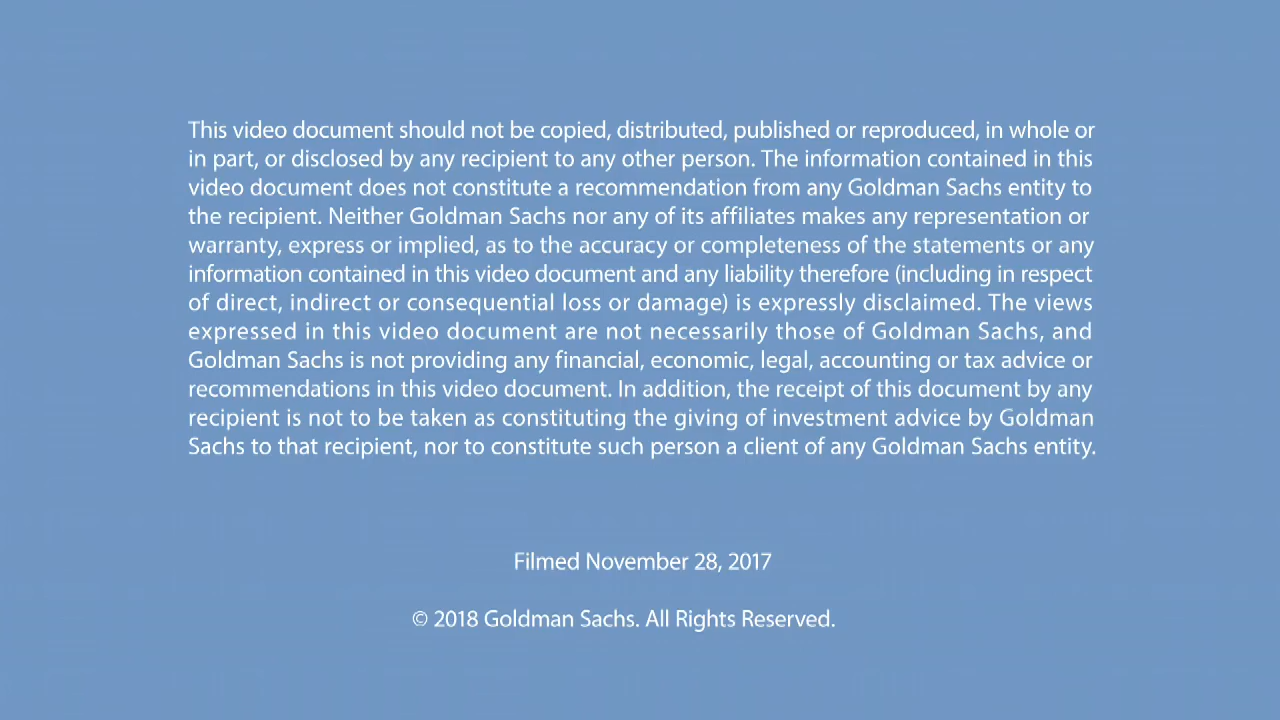 This video document should not be copied, distributed, published or reproduced, in whole or
in part, or disclosed by any recipient to any other person. The information contained in this
video document does not constitute a recommendation from any Goldman Sachs entity to
the recipient. Neither Goldman Sachs nor any of its affiliates makes any representation or
warranty, express or implied, as to the accuracy or completeness of the statements or any
information contained in this video document and any liability therefore (including in respect
of direct, indirect or consequential loss or damage) is expressly disclaimed. The views
expressed in this video document are not necessarily those of Goldman Sachs, and
Goldman Sachs is not providing any financial, economic, legal, accounting or tax advice or
recommendations in this video document. In addition, the receipt of this document by any
recipient is not to be taken as constituting the giving of investment advice by Goldman
Sachs to that recipient, nor to constitute such person a client of any Goldman Sachs entity.
Filmed November 28, 2017
© 2018 Goldman Sachs. All Rights Reserved.